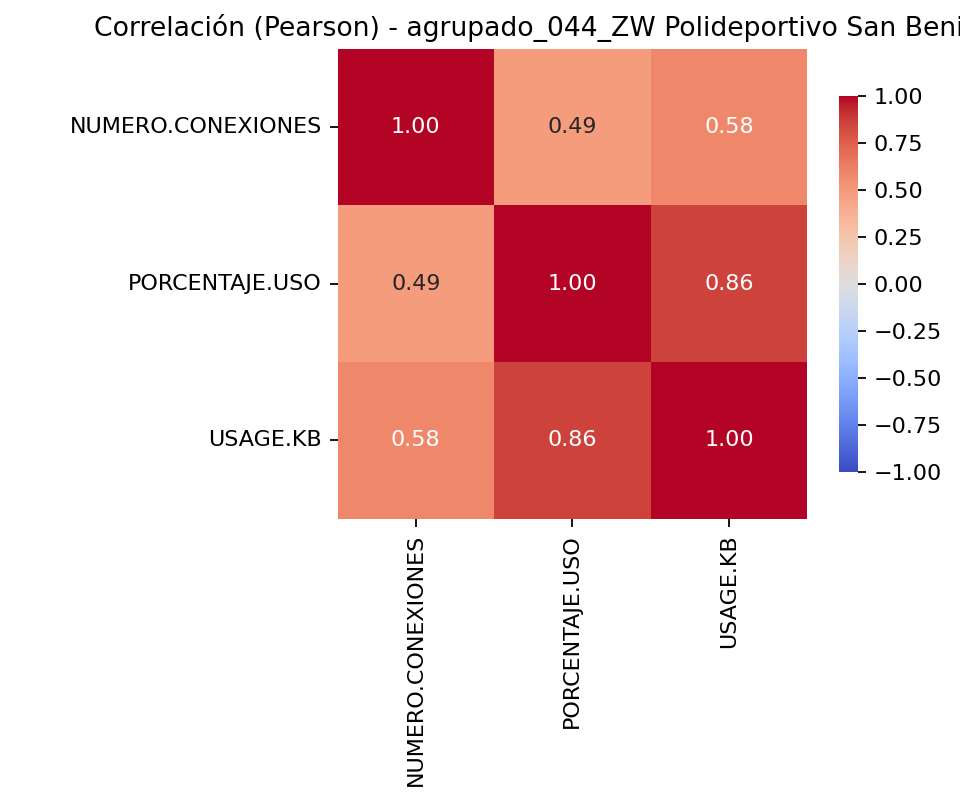 Correlación (Pearson) - agrupado_044_ZW Polideportivo San Beni
NUMERO.CONEXIONES
1.00
0.49
0.58
PORCENTAJE.USO
0.49
1.00
0.86
USAGE.KB
0.58
0.86
1.00
NUMERO.CONEXIONES
PORCENTAJE.USO
USAGE.KB
1.00
0.75
0.50
0.25
0.00
−0.25
−0.50
−0.75
−1.00